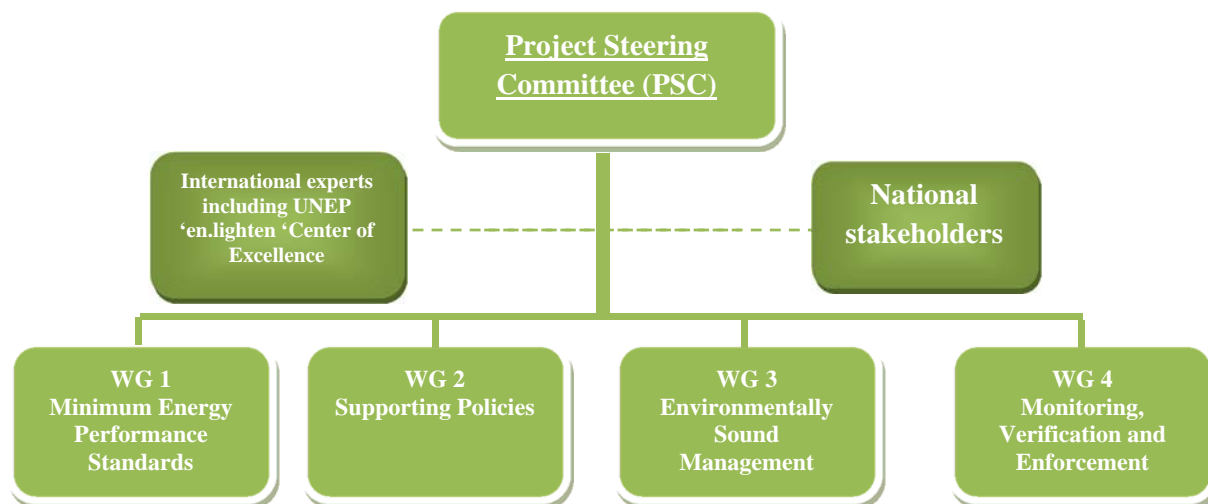 Project Steering
Committee (PSC)
International experts
including UNEP
‘en.lighten ‘Center of
Excellence
National
stakeholders
WG 1
Minimum Energy
Performance
Standards
WG 2
Supporting Policies
WG 3
Environmentally
Sound
Management
WG 4
Monitoring,
Verification and
Enforcement